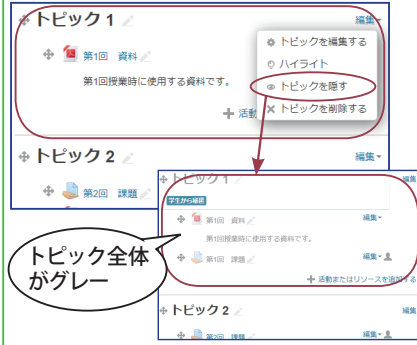 トピック 1
編集
第1回 資料
第1回授業時に使用する資料です。
トピックを編集する
ハイライト
トピックを隠す
トピックを削除する
活動
トピック 2
編集
第2回 課題
トピック 1
編集
学生から秘匿
第1回 資料
編集
第1回授業時に使用する資料です。
第1回 課題
編集
活動またはリソースを追加する
トピック 2
編集
第2回 課題
編集
トピック全体
がグレー